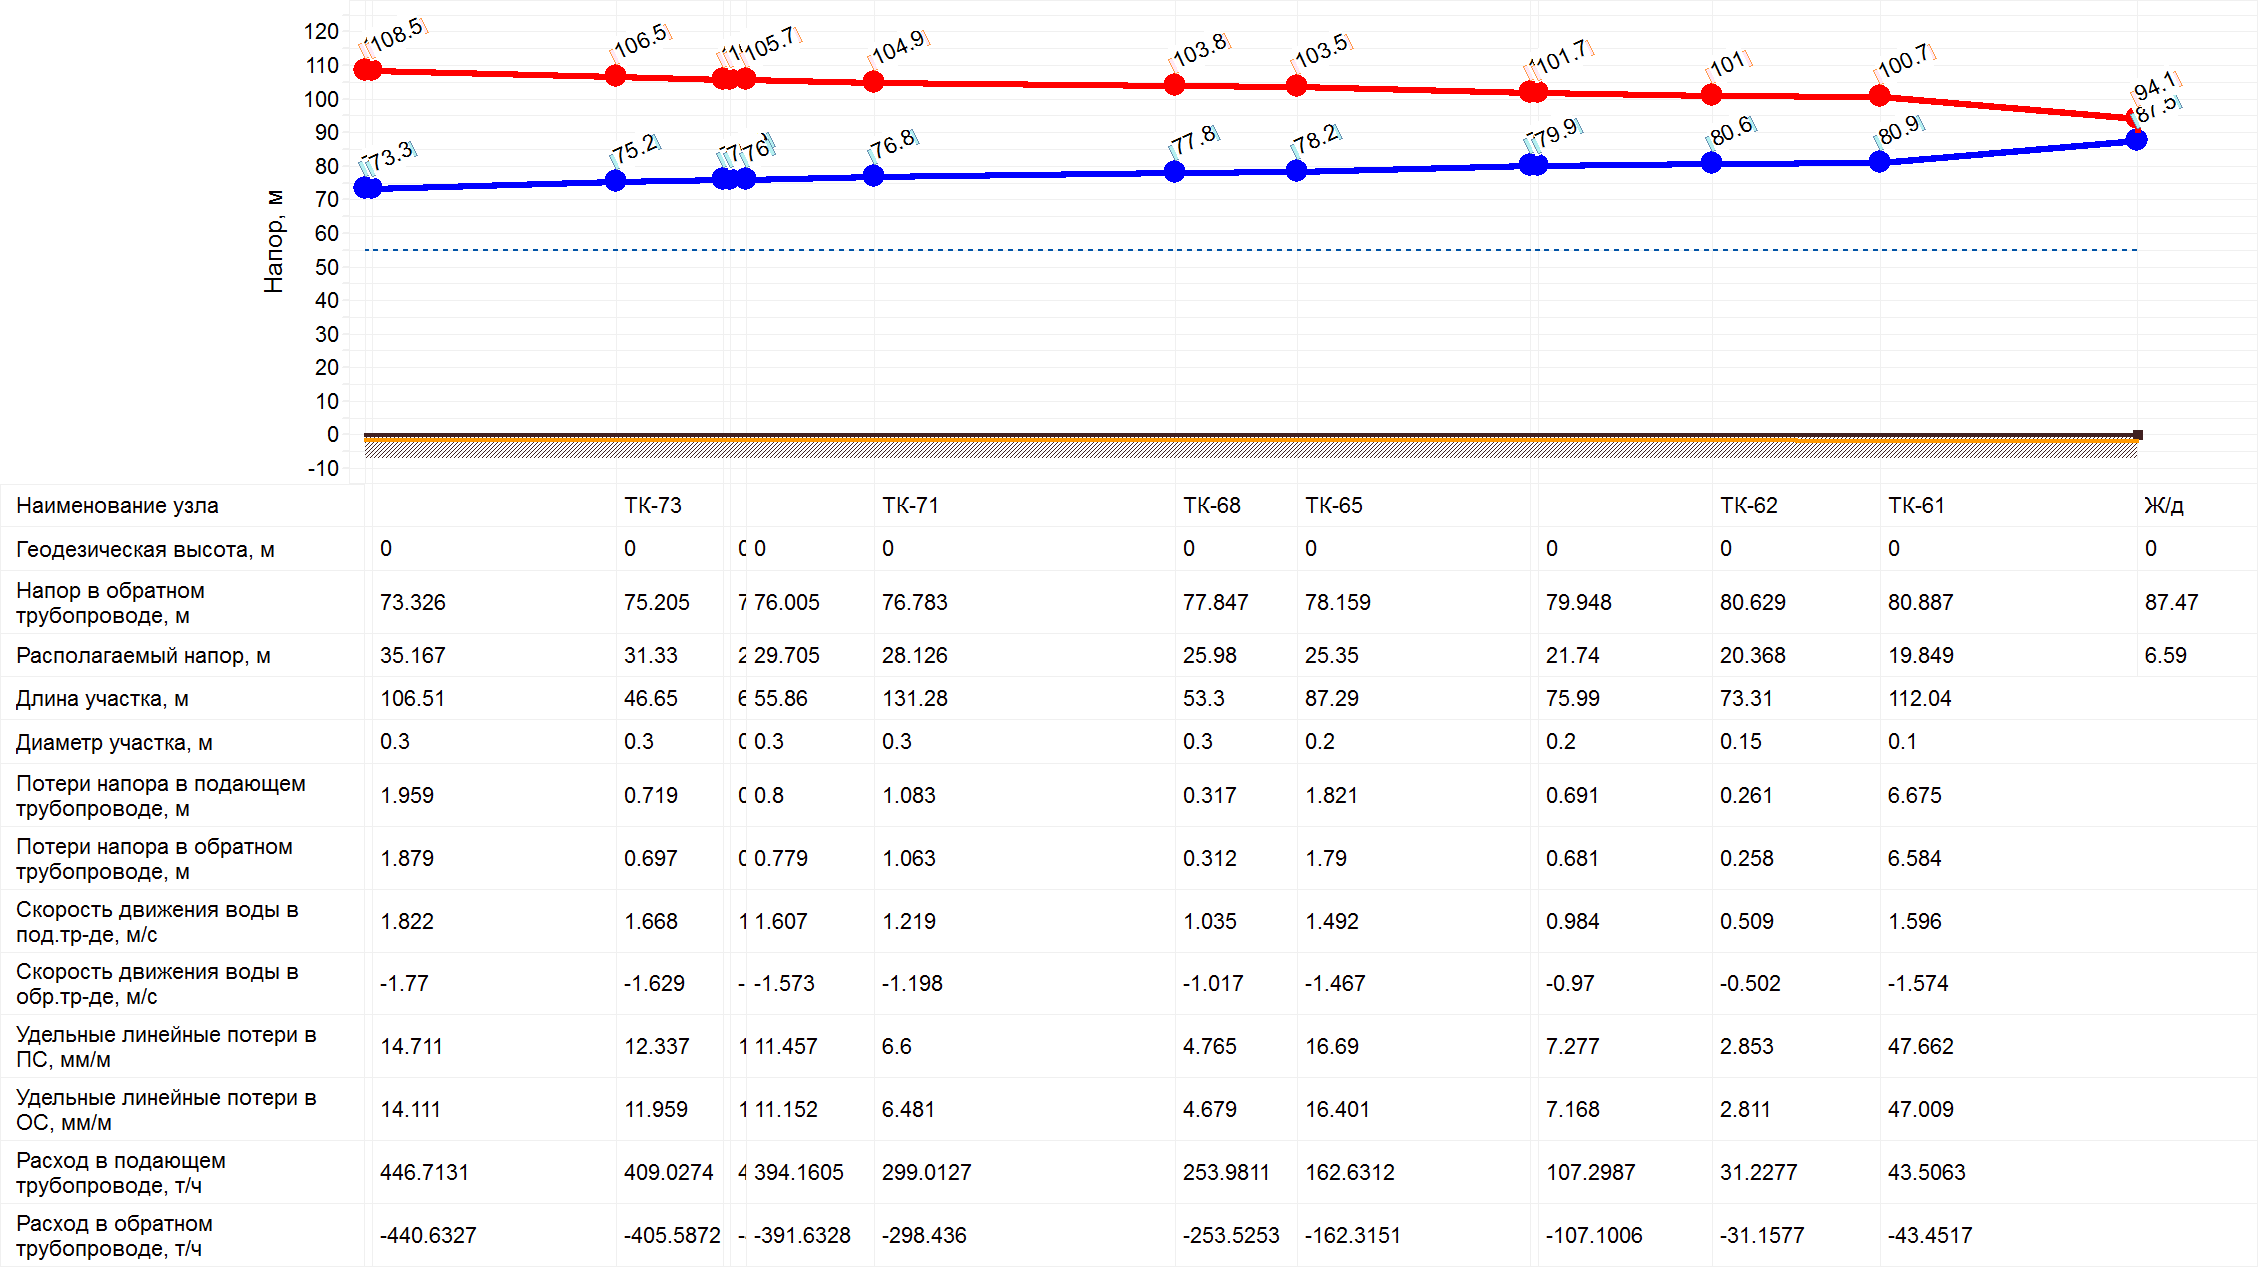 120
110
100
90
80
70
60
50
40
30
20
10
0
-10
Напор, м
108.5
106.5
105.7
104.9
103.8
103.5
101.7
101
100.7
94.1
73.3
75.2
76
76.8
77.8
78.2
79.9
80.6
80.9
87.5
Наименование узла ТК-73 ТК-71 ТК-68 ТК-65 ТК-62 ТК-61 Ж/д
Геодезическая высота, м 0 0 0 0 0 0 0 0 0 0
Напор в обратном
трубопроводе, м 73.326 75.205 76.005 76.783 77.847 78.159 79.948 80.629 80.887 87.47
Располагаемый напор, м 35.167 31.33 29.705 28.126 25.98 25.35 21.74 20.368 19.849 6.59
Длина участка, м 106.51 46.65 55.86 131.28 53.3 87.29 75.99 73.31 112.04
Диаметр участка, м 0.3 0.3 0.3 0.3 0.3 0.2 0.2 0.15 0.1
Потери напора в подающем
трубопроводе, м 1.959 0.719 0.8 1.083 0.317 1.821 0.691 0.261 6.675
Потери напора в обратном
трубопроводе, м 1.879 0.697 0.779 1.063 0.312 1.79 0.681 0.258 6.584
Скорость движения воды в
под.тр-де, м/с 1.822 1.668 1.607 1.219 1.035 1.492 0.984 0.509 1.596
Скорость движения воды в
обр.тр-де, м/с -1.77 -1.629 -1.573 -1.198 -1.017 -1.467 -0.97 -0.502 -1.574
Удельные линейные потери в
ПС, мм/м 14.711 12.337 11.457 6.6 4.765 16.69 7.277 2.853 47.662
Удельные линейные потери в
ОС, мм/м 14.111 11.959 11.152 6.481 4.679 16.401 7.168 2.811 47.009
Расход в подающем
трубопроводе, т/ч 446.7131 409.0274 394.1605 299.0127 253.9811 162.6312 107.2987 31.2277 43.5063
Расход в обратном
трубопроводе, т/ч -440.6327 -405.5872 -391.6328 -298.436 -253.5253 -162.3151 -107.1006 -31.1577 -43.4517